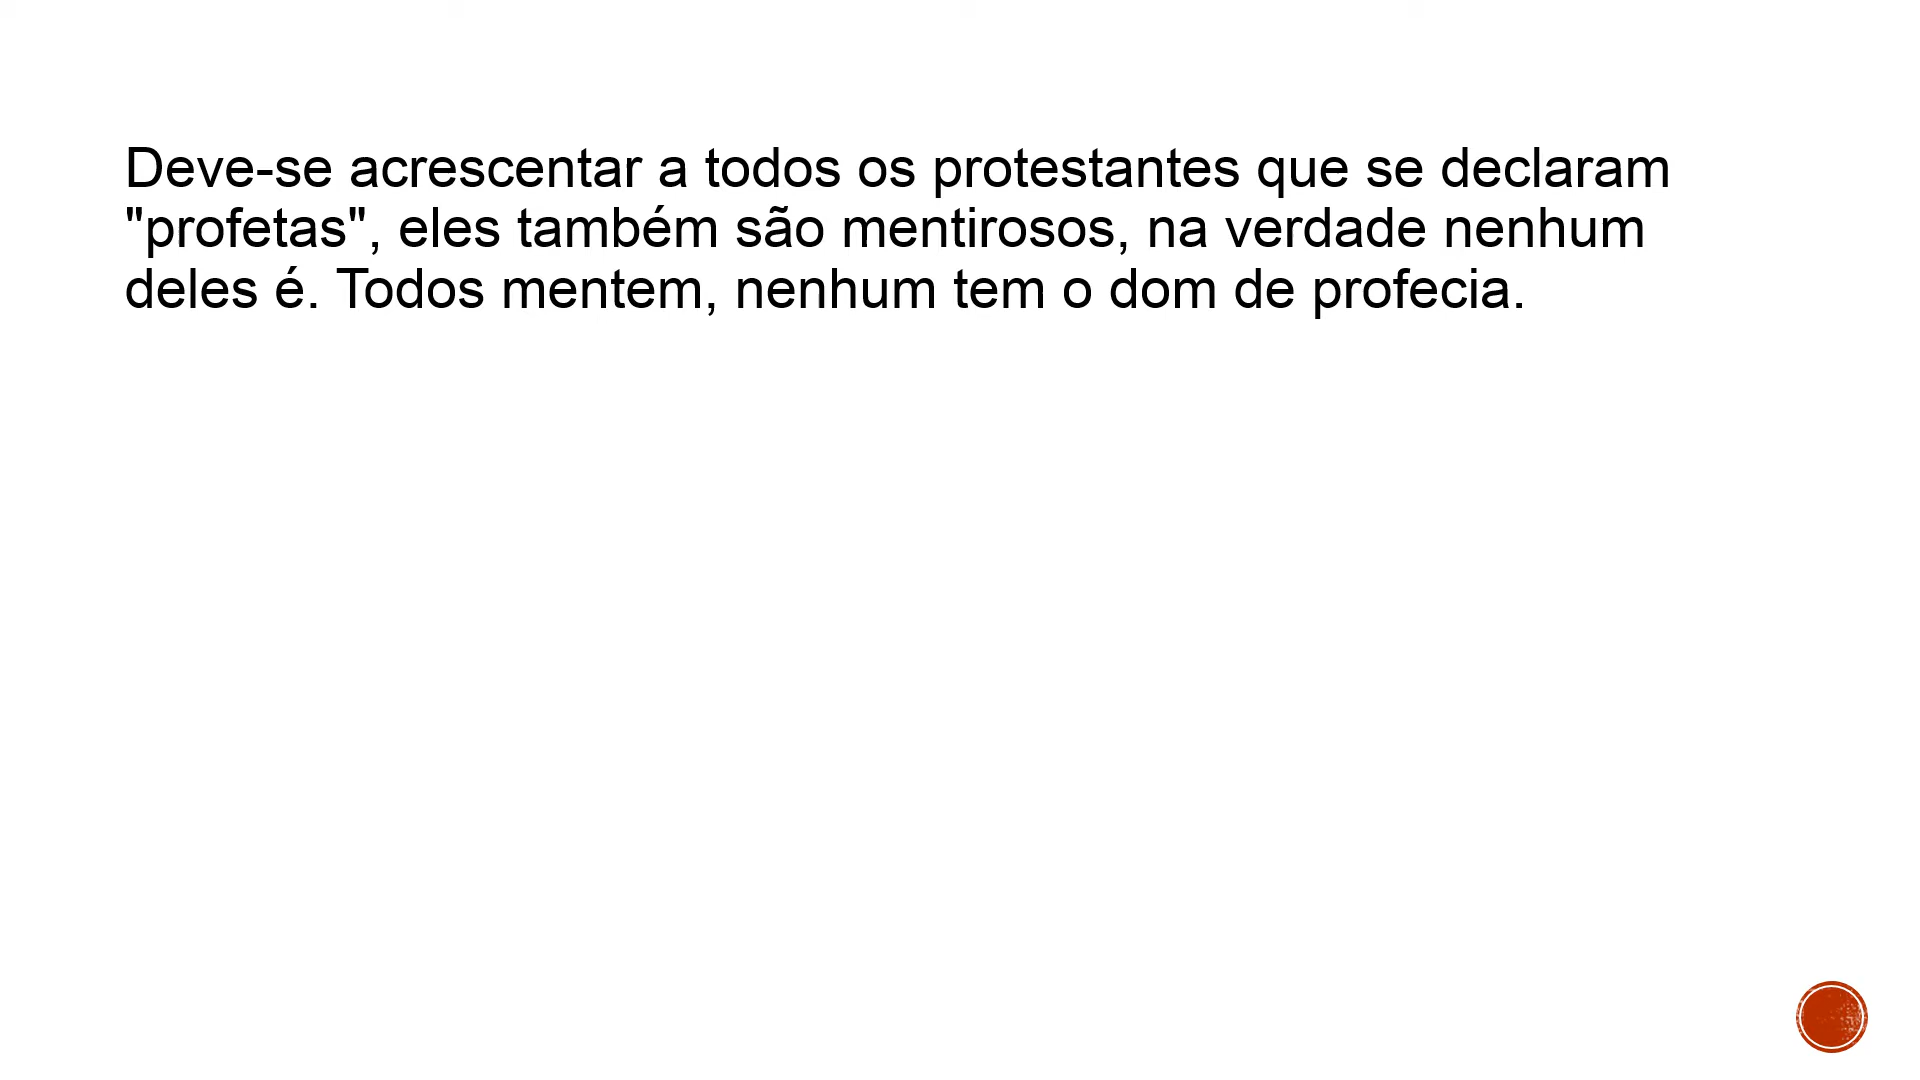 Deve-se acrescentar a todos os protestantes que se declaram
"profetas", eles também são mentirosos, na verdade nenhum
deles é. Todos mentem, nenhum tem o dom de profecia.